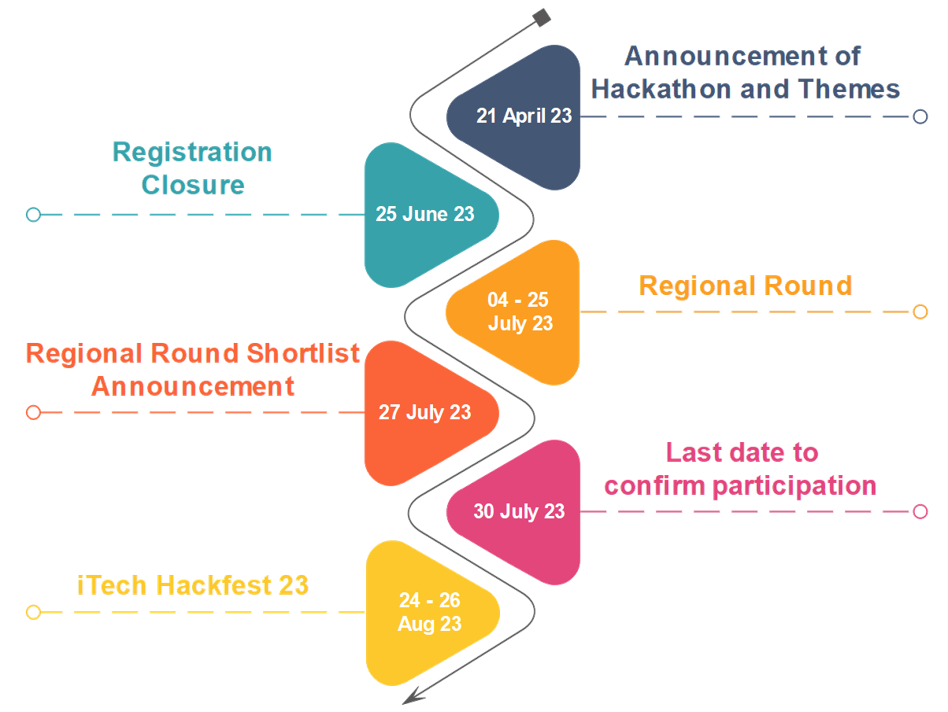 Announcement of
Hackathon and Themes
21 April 23
Registration
Closure
25 June 23
Regional Round
04 - 25
July 23
Regional Round Shortlist
Announcement
27 July 23
Last date to
confirm participation
30 July 23
iTech Hackfest 23
24 - 26
Aug 23